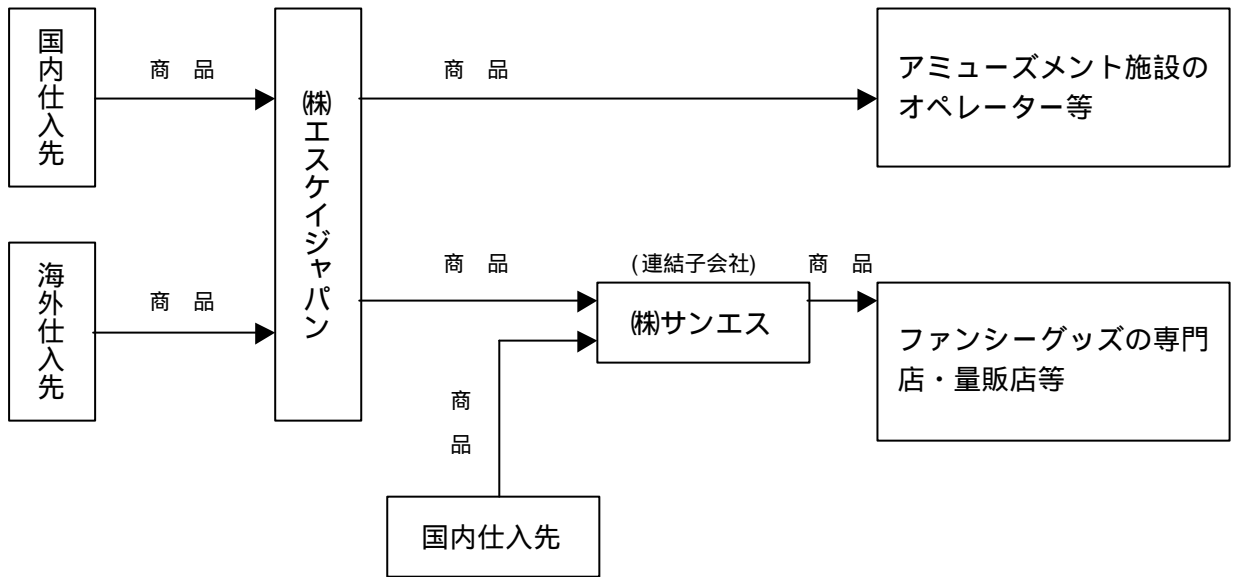 国内仕入先
商 品
㈱エスケイジャパン
商 品
アミューズメント施設の
オペレーター等
海外仕入先
商 品
商 品
(連結子会社)
㈱サンエス
商 品
ファンシーグッズの専門
店・量販店等
商
品
国内仕入先